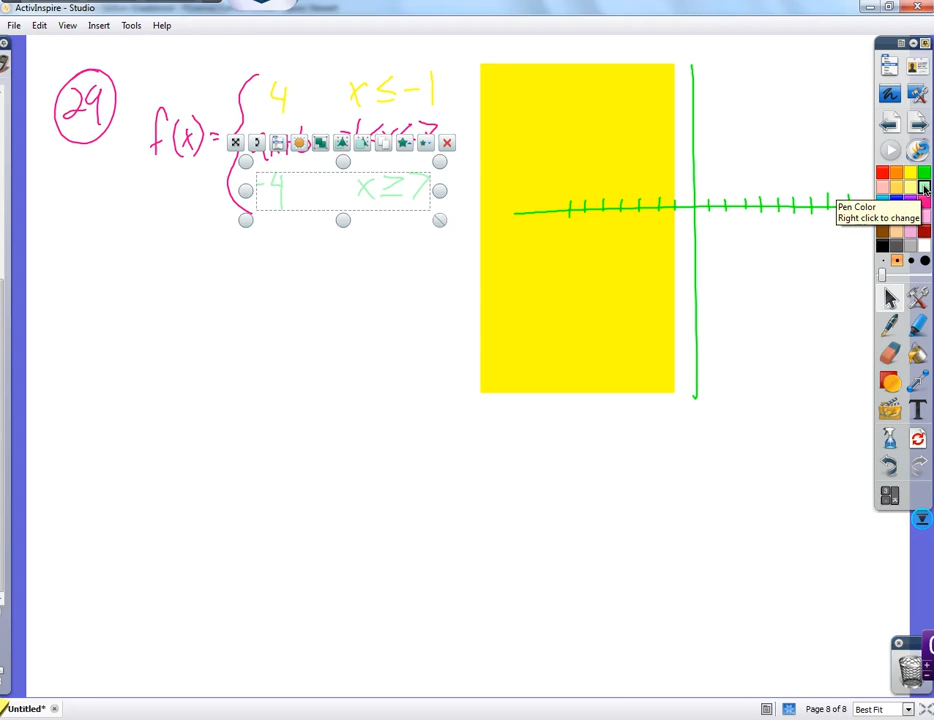 ActivInspire - Studio
File Edit View Insert Tools Help
29
4 x ≤ -1
f(x) =
-4 x ≥ 7
Pen Color
Right click to change
Untitled*
Page 8 of 8
Best Fit